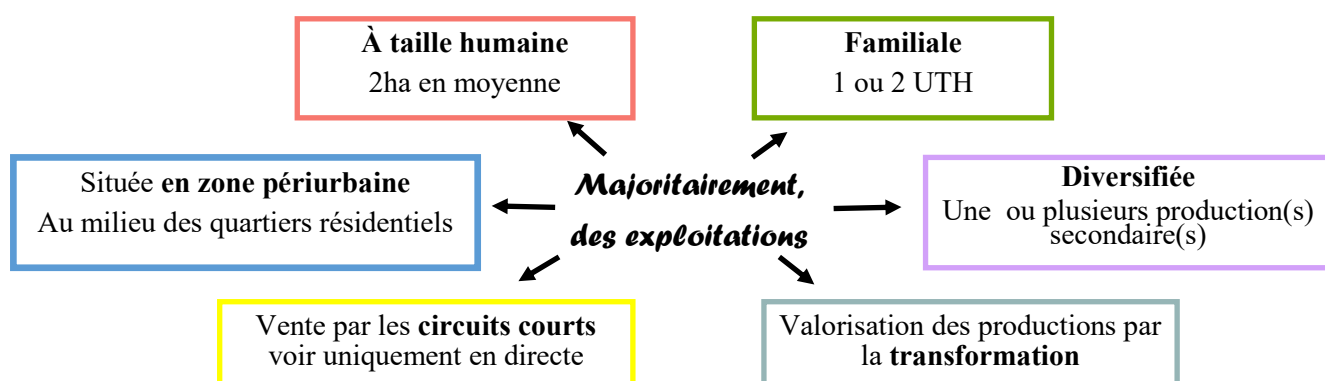 À taille humaine
2ha en moyenne
Familiale
1 ou 2 UTH
Située en zone périurbaine
Au milieu des quartiers résidentiels
Majoritairement,
des exploitations
Diversifiée
Une ou plusieurs production(s)
secondaire(s)
Vente par les circuits courts
voir uniquement en directe
Valorisation des productions par
la transformation